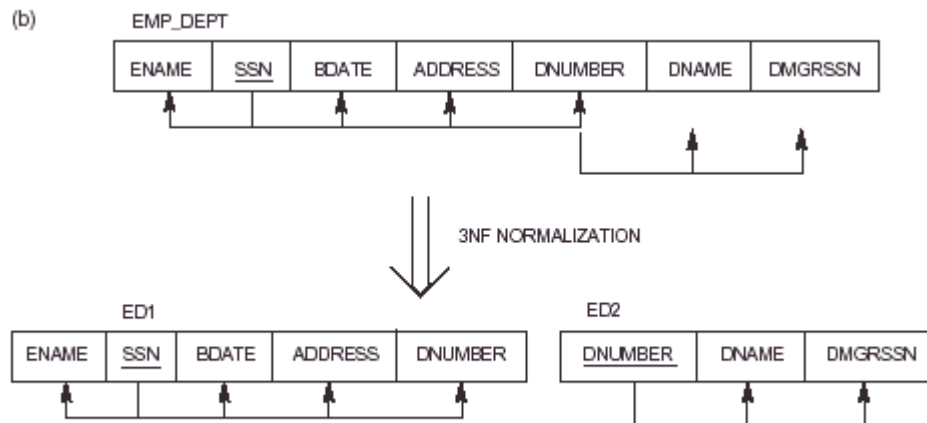 (b)
EMP_DEPT
ENAME SSN BDATE ADDRESS DNUMBER DNAME DMGRSSN
3NF NORMALIZATION
ED1
ED2
ENAME SSN BDATE ADDRESS DNUMBER
DNUMBER DNAME DMGRSSN